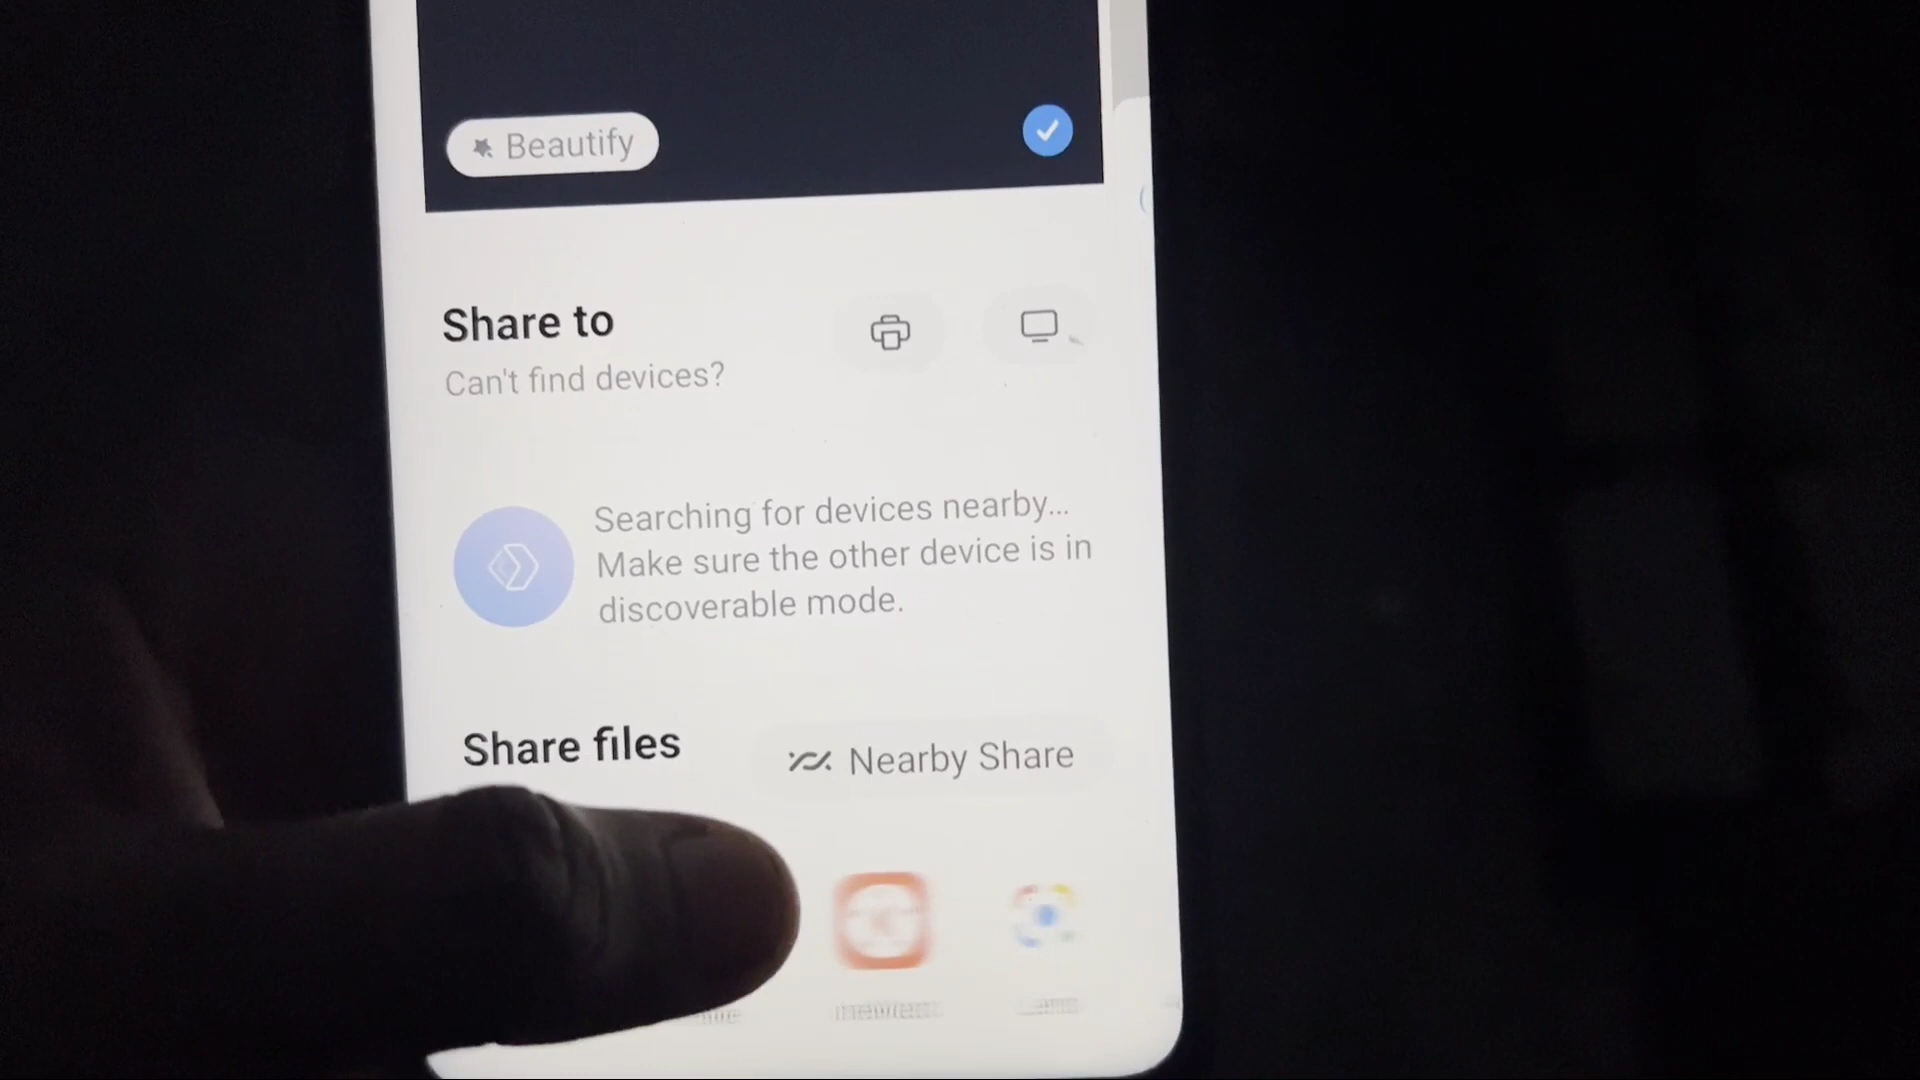 Beautify
Share to
Can't find devices?
Searching for devices nearby...
Make sure the other device is in
discoverable mode.
Share files
Nearby Share